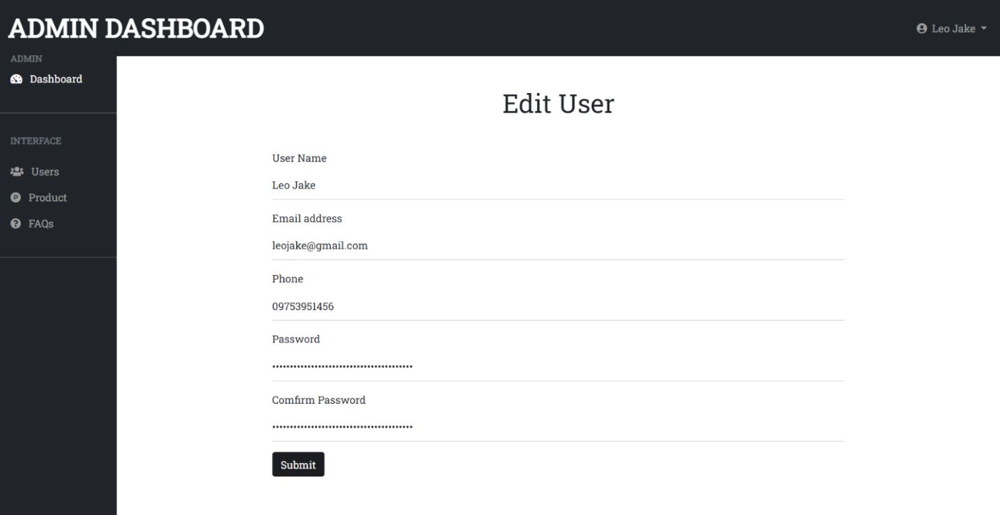 ADMIN DASHBOARD
Leo Jake
ADMIN
Dashboard
INTERFACE
Users
Product
FAQs
Edit User
User Name
Leo Jake
Email address
leojake@gmail.com
Phone
09753951456
Password
••••••••••••••••••••••••••••••••••••••••
Comfirm Password
••••••••••••••••••••••••••••••••••••••••
Submit